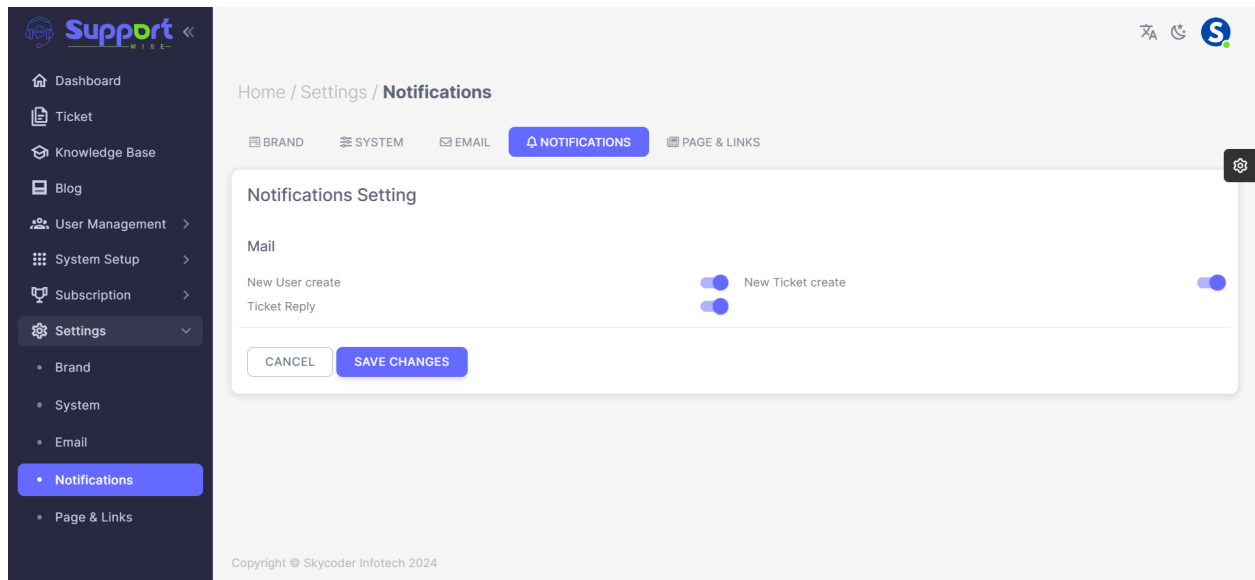 Support
WISE
Dashboard
Ticket
Knowledge Base
Blog
User Management
System Setup
Subscription
Settings
Brand
System
Email
Notifications
Page & Links
Home / Settings / Notifications
BRAND SYSTEM EMAIL NOTIFICATIONS PAGE & LINKS
Notifications Setting
Mail
New User create New Ticket create
Ticket Reply
CANCEL SAVE CHANGES
Copyright © Skycoder Infotech 2024
S